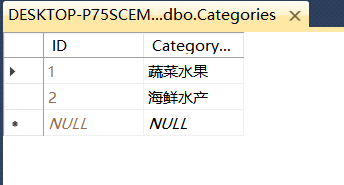 DESKTOP-P75SCEM...dbo.Categories
ID Category...
1 蔬菜水果
2 海鲜水产
NULL NULL